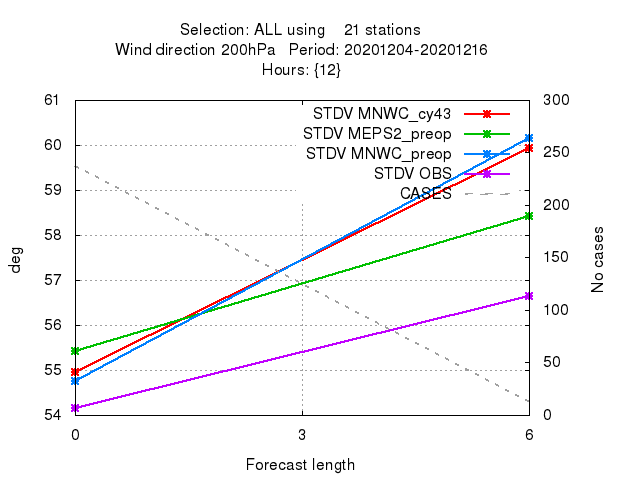 Selection: ALL using    21 stations
Wind direction 200hPa   Period: 20201204-20201216
Hours: {12}
61
60
59
58
57
56
55
54
deg
300
250
200
150
100
50
0
No cases
STDV MNWC_cy43
STDV MEPS2_preop
STDV MNWC_preop
STDV OBS
CASES
0
3
6
Forecast length